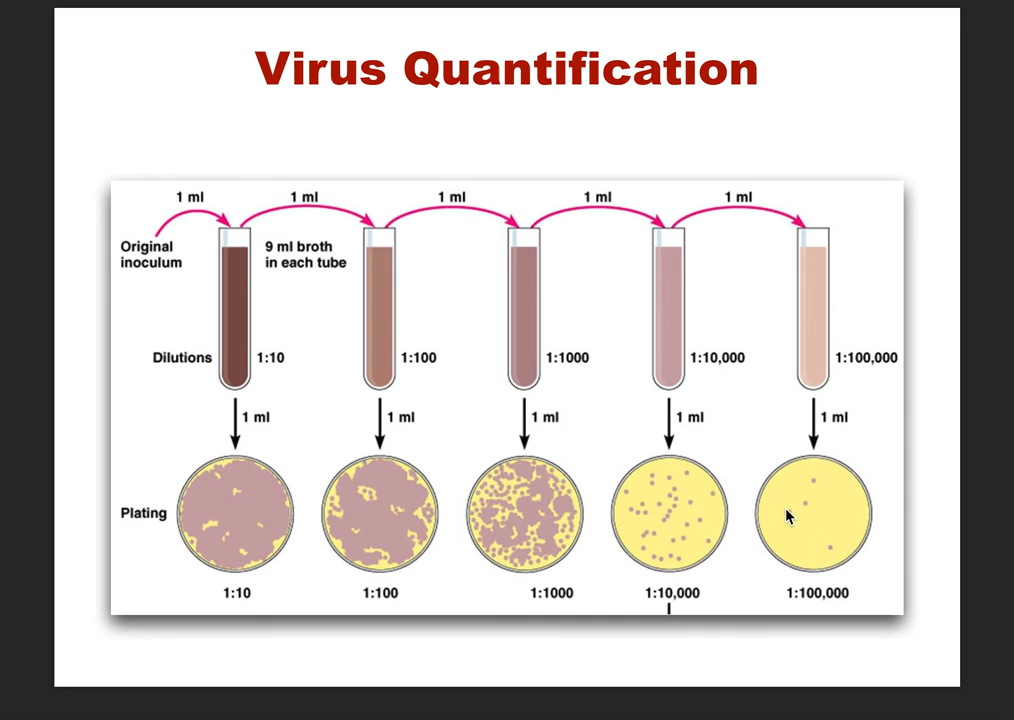 Virus Quantification
1 ml
1 ml
1 ml
1 ml
1 ml
Original
inoculum
9 ml broth
in each tube
Dilutions
1:10
1:100
1:1000
1:10,000
1:100,000
1 ml
1 ml
1 ml
1 ml
1 ml
Plating
1:10
1:100
1:1000
1:10,000
1:100,000